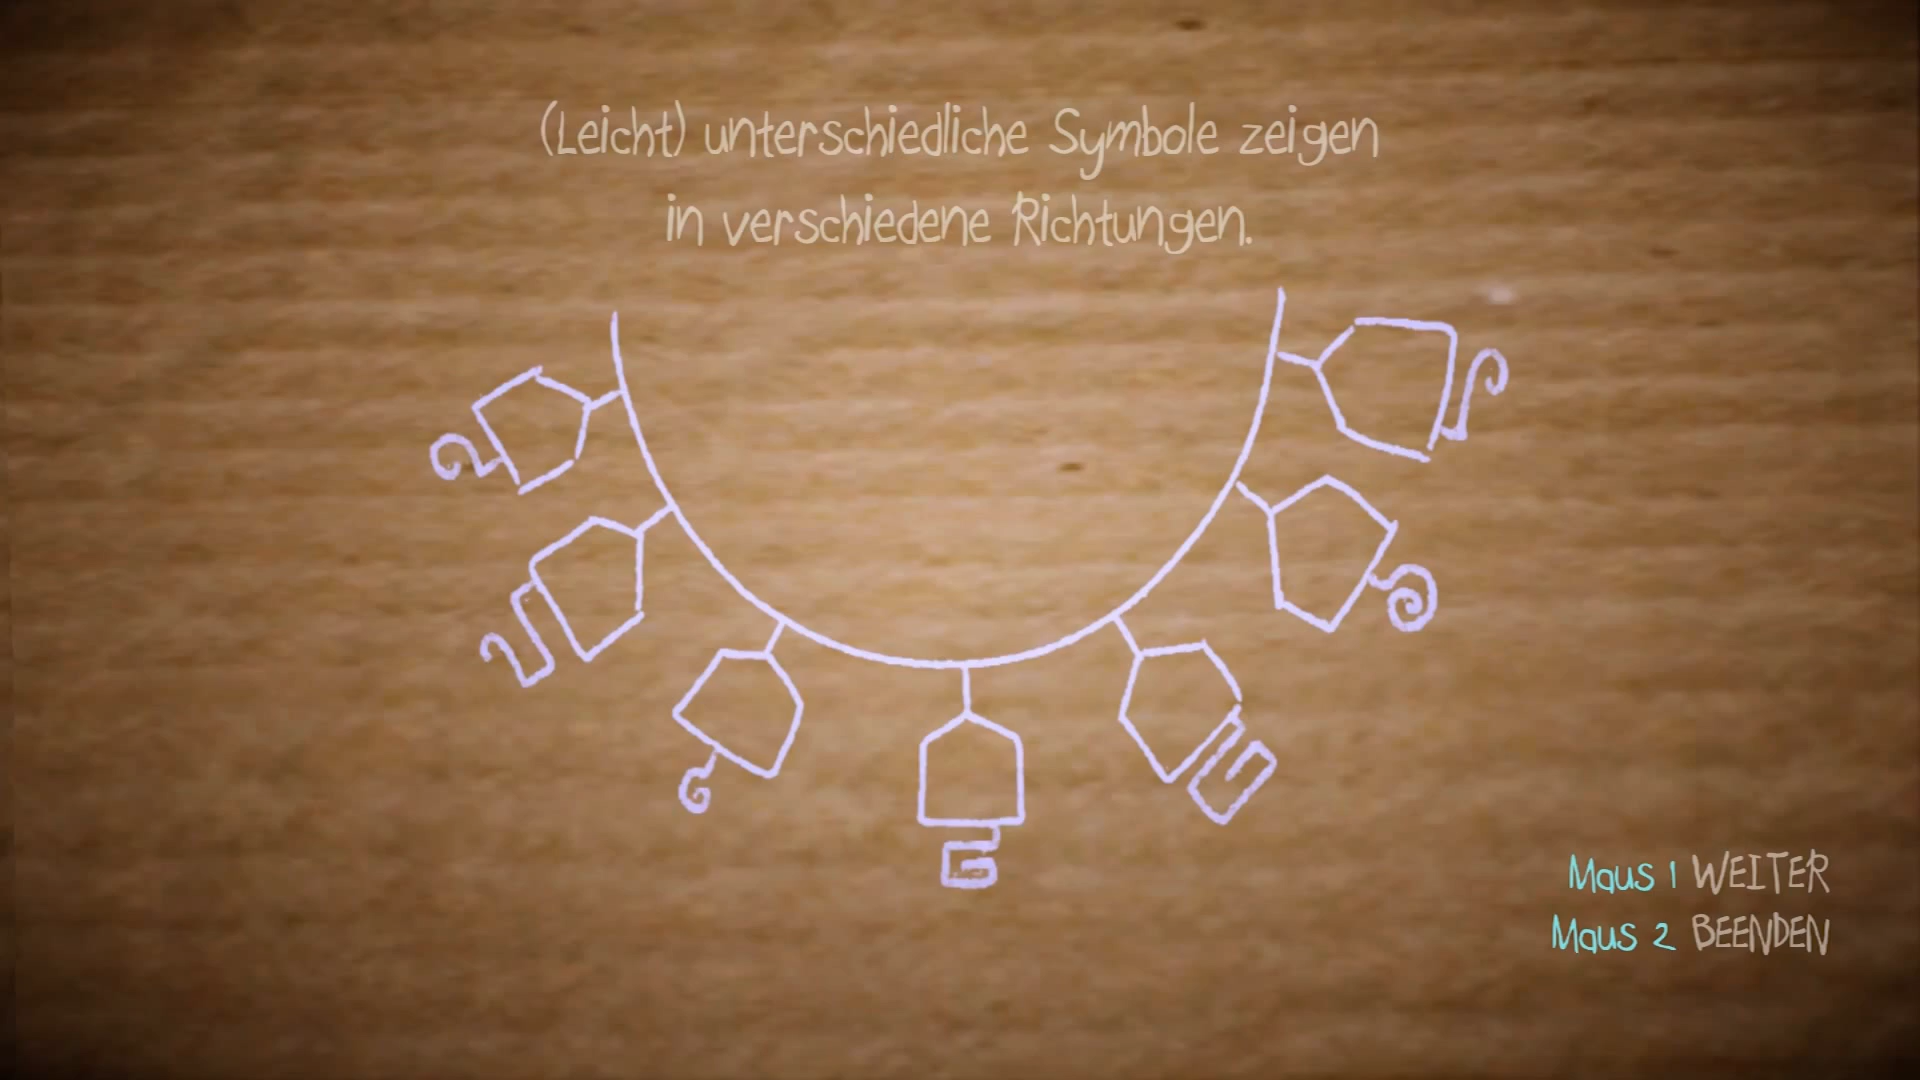 (Leicht) unterschiedliche Symbole zeigen
in verschiedene Richtungen.
Maus 1 WEITER
Maus 2 BEENDEN